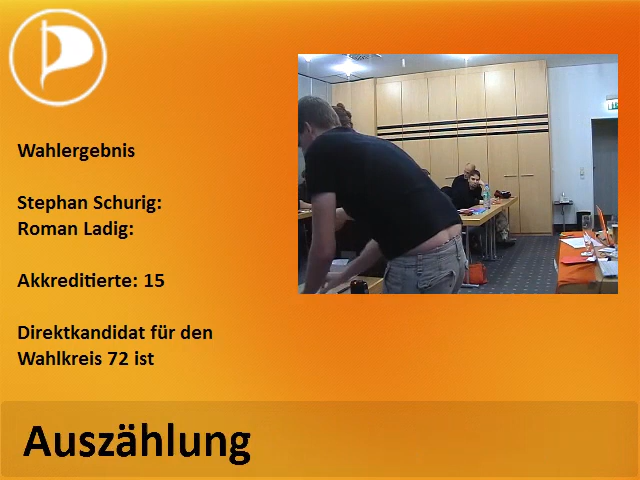 Wahlergebnis
Stephan Schurig:
Roman Ladig:
Akkreditierte: 15
Direktkandidat für den
Wahlkreis 72 ist
Auszählung